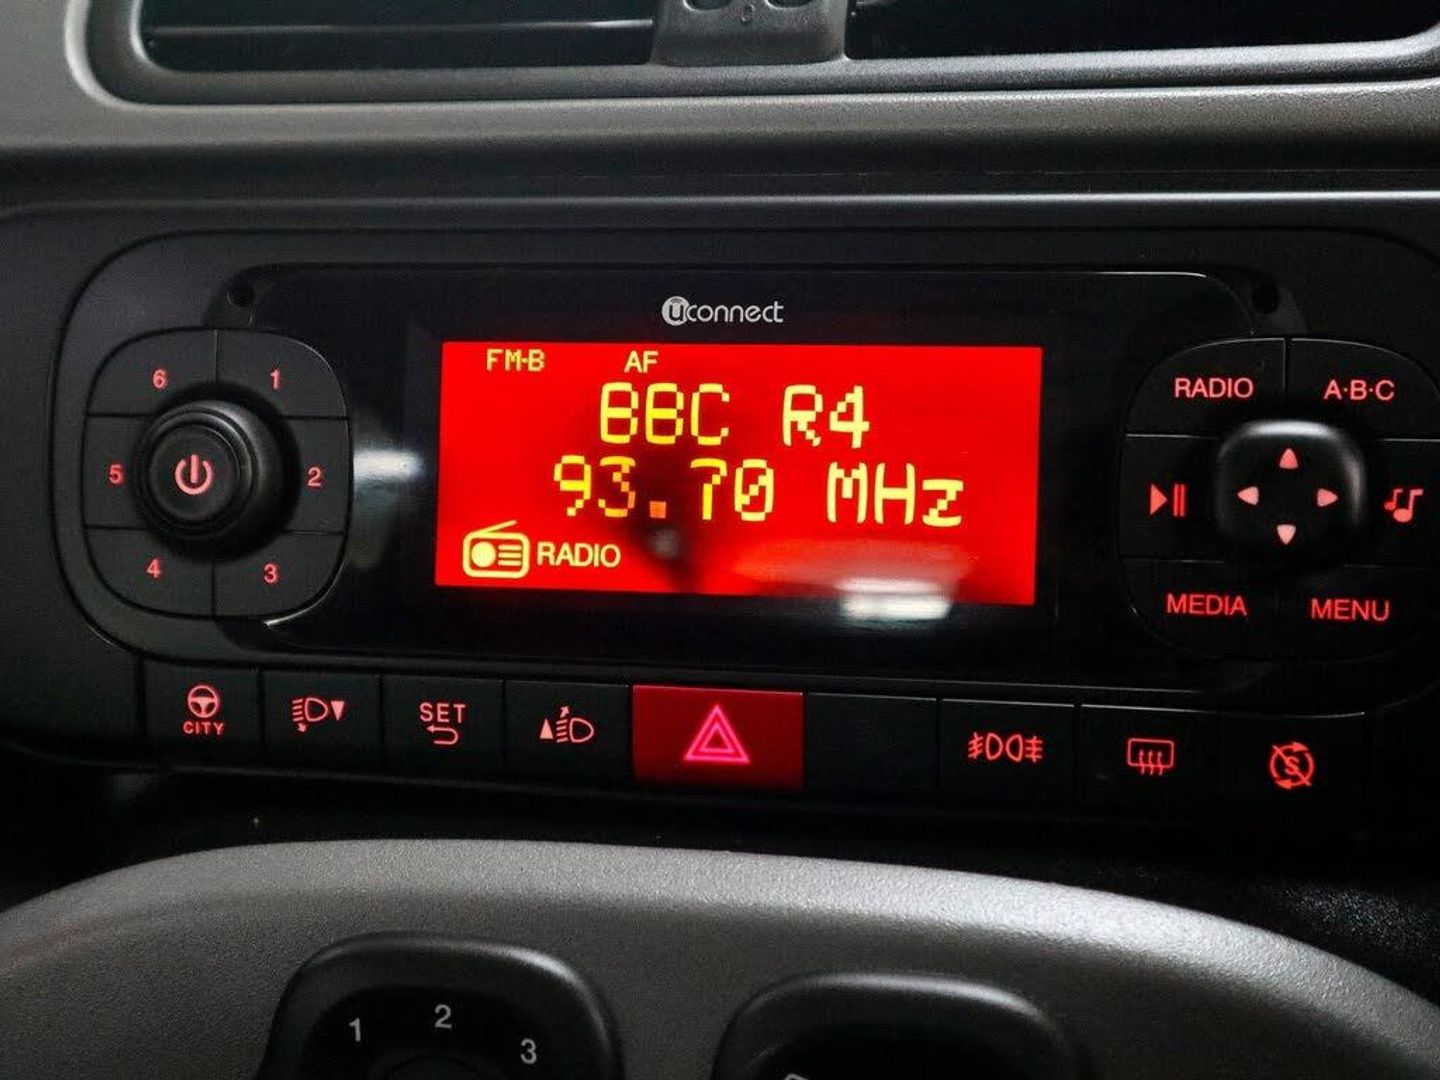 uconnect
FM-B AF
BBC R4
93.70 MHz
RADIO
6 1
5 2
4 3
RADIO A·B·C
MEDIA MENU
CITY
SET
S
1 2 3